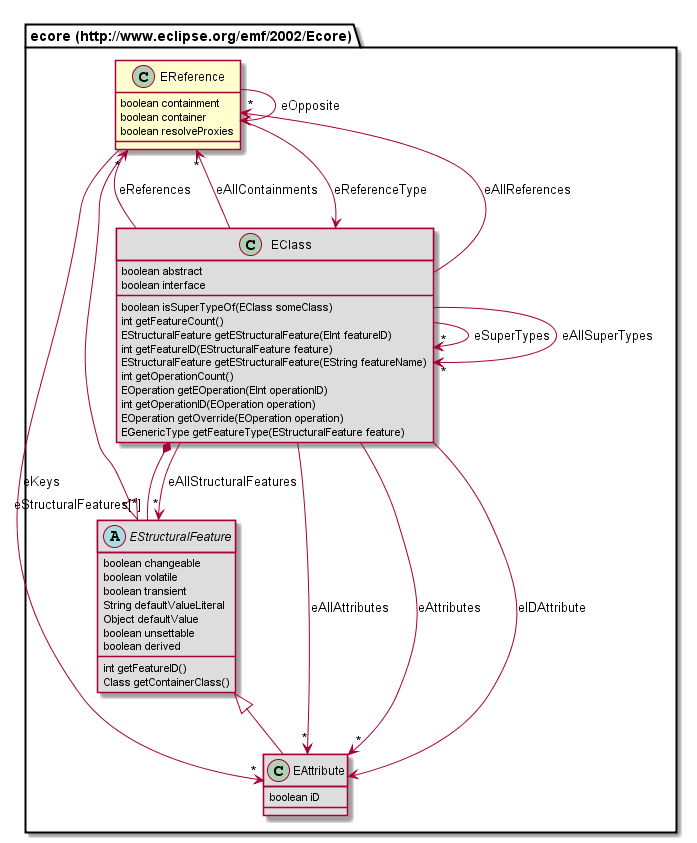 ecore (http://www.eclipse.org/emf/2002/Ecore)
C EReference
boolean containment
boolean container
boolean resolveProxies
* eOpposite
* eReferences
* eAllContainments
eReferenceType
eAllReferences
C EClass
boolean abstract
boolean interface
boolean isSuperTypeOf(EClass someClass)
int getFeatureCount()
EStructuralFeature getEStructuralFeature(EInt featureID)
int getFeatureID(EStructuralFeature feature)
EStructuralFeature getEStructuralFeature(EString featureName)
int getOperationCount()
EOperation getEOperation(EInt operationID)
int getOperationID(EOperation operation)
EOperation getOverride(EOperation operation)
EGenericType getFeatureType(EStructuralFeature feature)
* eSuperTypes
* eAllSuperTypes
eKeys
eAllStructuralFeatures
eStructuralFeatures[*]
*
A EStructuralFeature
boolean changeable
boolean volatile
boolean transient
String defaultValueLiteral
Object defaultValue
boolean unsettable
boolean derived
int getFeatureID()
Class getContainerClass()
eAllAttributes
eAttributes
eIDAttribute
* *
*
C EAttribute
boolean iD